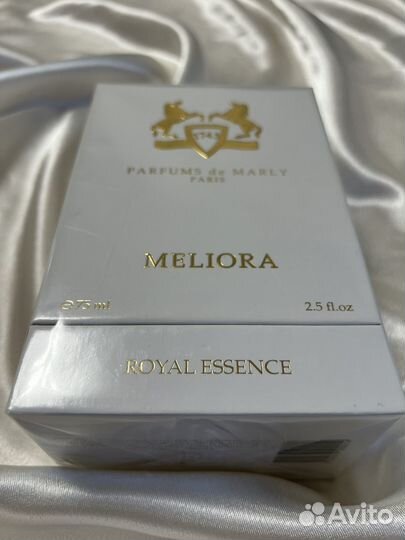 1743
PARFUMS de MARLY
PARIS
MELIORA
℮75 ml 2.5 fl.oz
ROYAL ESSENCE
Avito